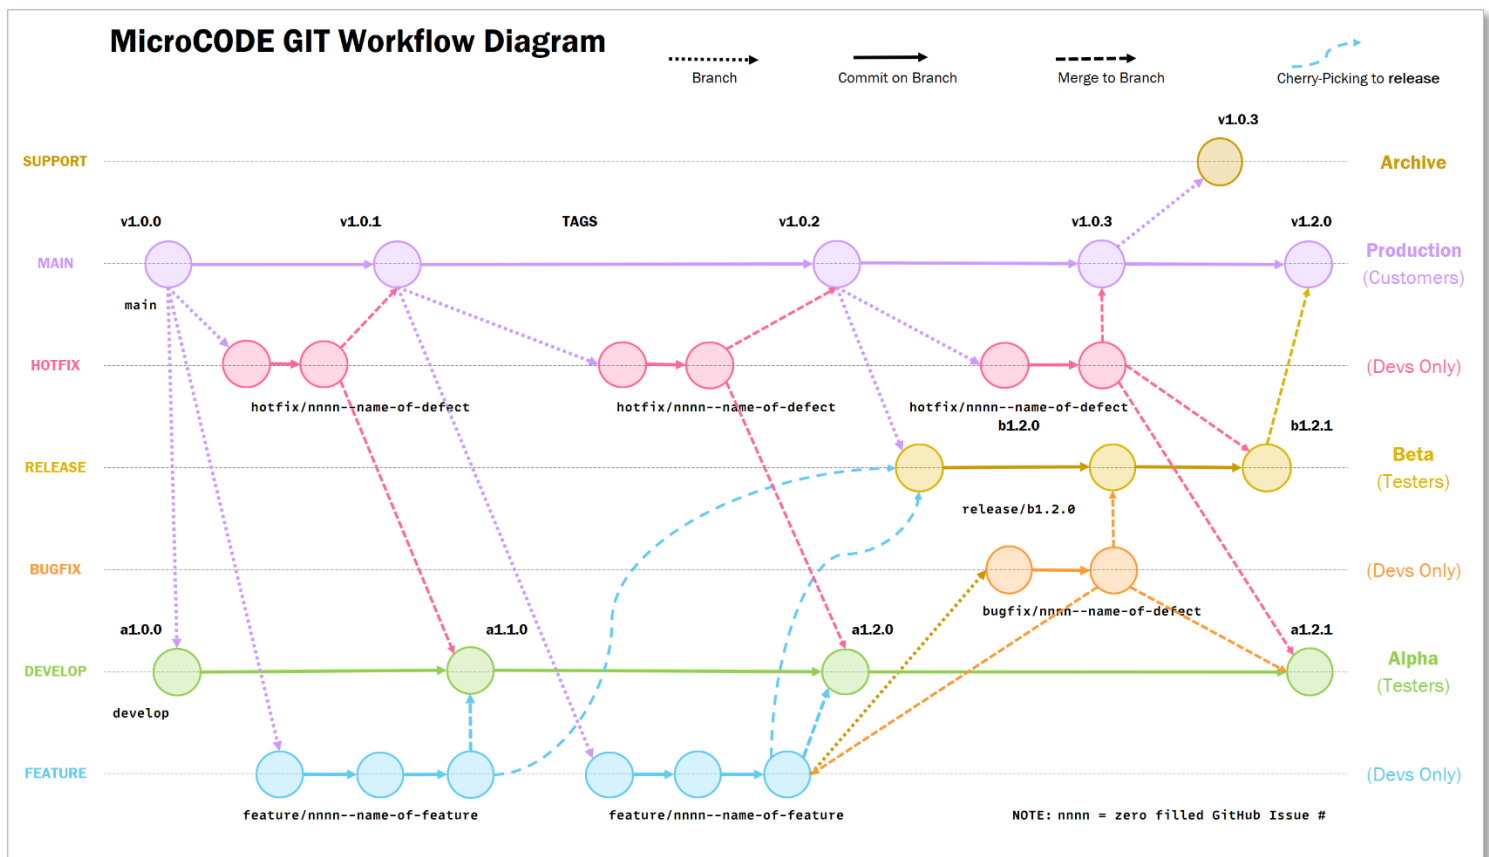 MicroCODE GIT Workflow Diagram
Branch
Commit on Branch
Merge to Branch
Cherry-Picking to release
v1.0.3
SUPPORT
Archive
v1.0.0
v1.0.1
TAGS
v1.0.2
v1.0.3
v1.2.0
MAIN
Production
(Customers)
main
HOTFIX
(Devs Only)
hotfix/nnnn--name-of-defect
hotfix/nnnn--name-of-defect
hotfix/nnnn--name-of-defect
b1.2.0
b1.2.1
RELEASE
Beta
(Testers)
release/b1.2.0
BUGFIX
(Devs Only)
bugfix/nnnn--name-of-defect
a1.0.0
a1.1.0
a1.2.0
a1.2.1
DEVELOP
Alpha
(Testers)
develop
FEATURE
(Devs Only)
feature/nnnn--name-of-feature
feature/nnnn--name-of-feature
NOTE: nnnn = zero filled GitHub Issue #